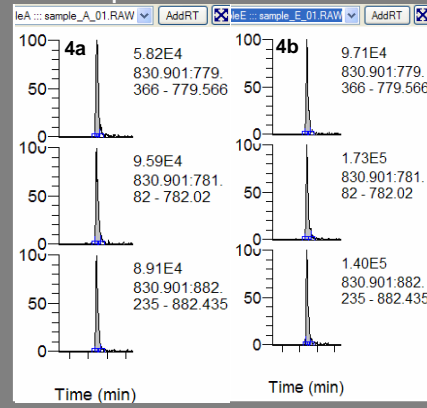 leA ::: sample_A_01.RAW AddRT
4a
100
50
0
5.82E4
830.901:779.
366 - 779.566
100
50
0
9.59E4
830.901:781.
82 - 782.02
100
50
0
8.91E4
830.901:882.
235 - 882.435
Time (min)
leE ::: sample_E_01.RAW AddRT
4b
100
50
0
9.71E4
830.901:779.
366 - 779.566
100
50
0
1.73E5
830.901:781.
82 - 782.02
100
50
0
1.40E5
830.901:882.
235 - 882.435
Time (min)